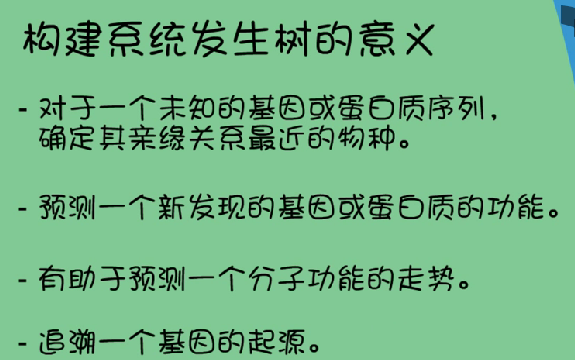 构建系统发生树的意义
- 对于一个未知的基因或蛋白质序列，
确定其亲缘关系最近的物种。
- 预测一个新发现的基因或蛋白质的功能。
- 有助于预测一个分子功能的走势。
- 追溯一个基因的起源。